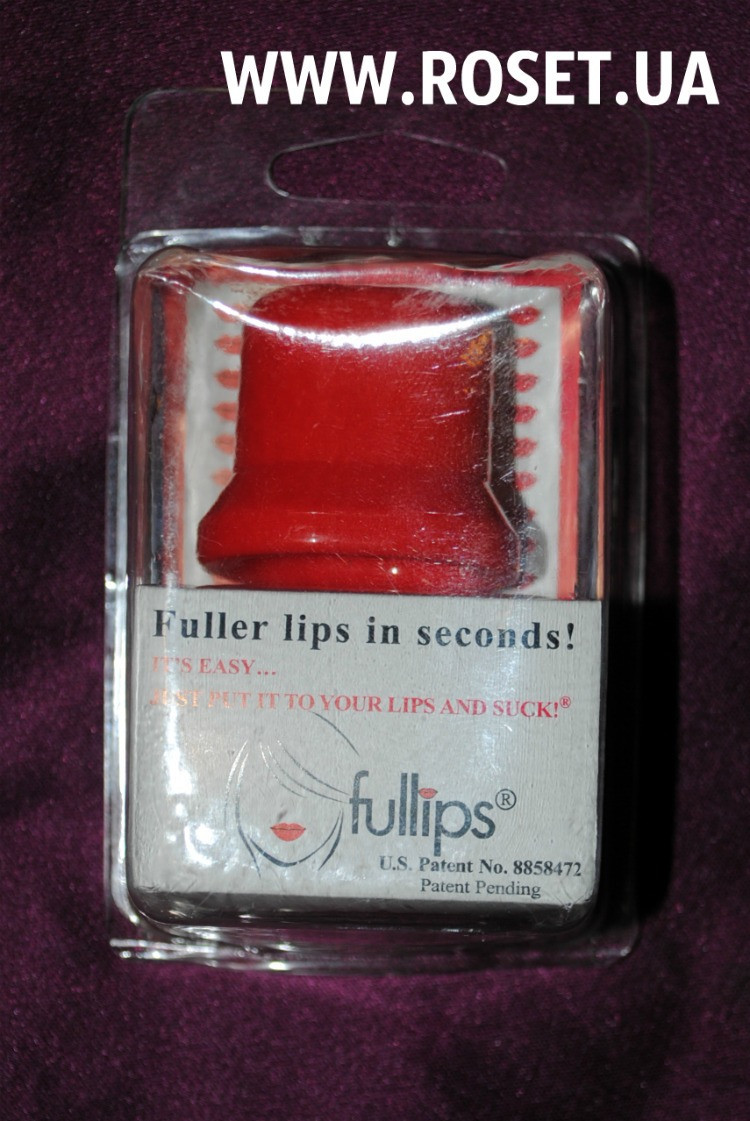 WWW.ROSET.UA
Fuller lips in seconds!
IT'S EASY...
JUST PUT IT TO YOUR LIPS AND SUCK!®
fullips®
U.S. Patent No. 8858472
Patent Pending